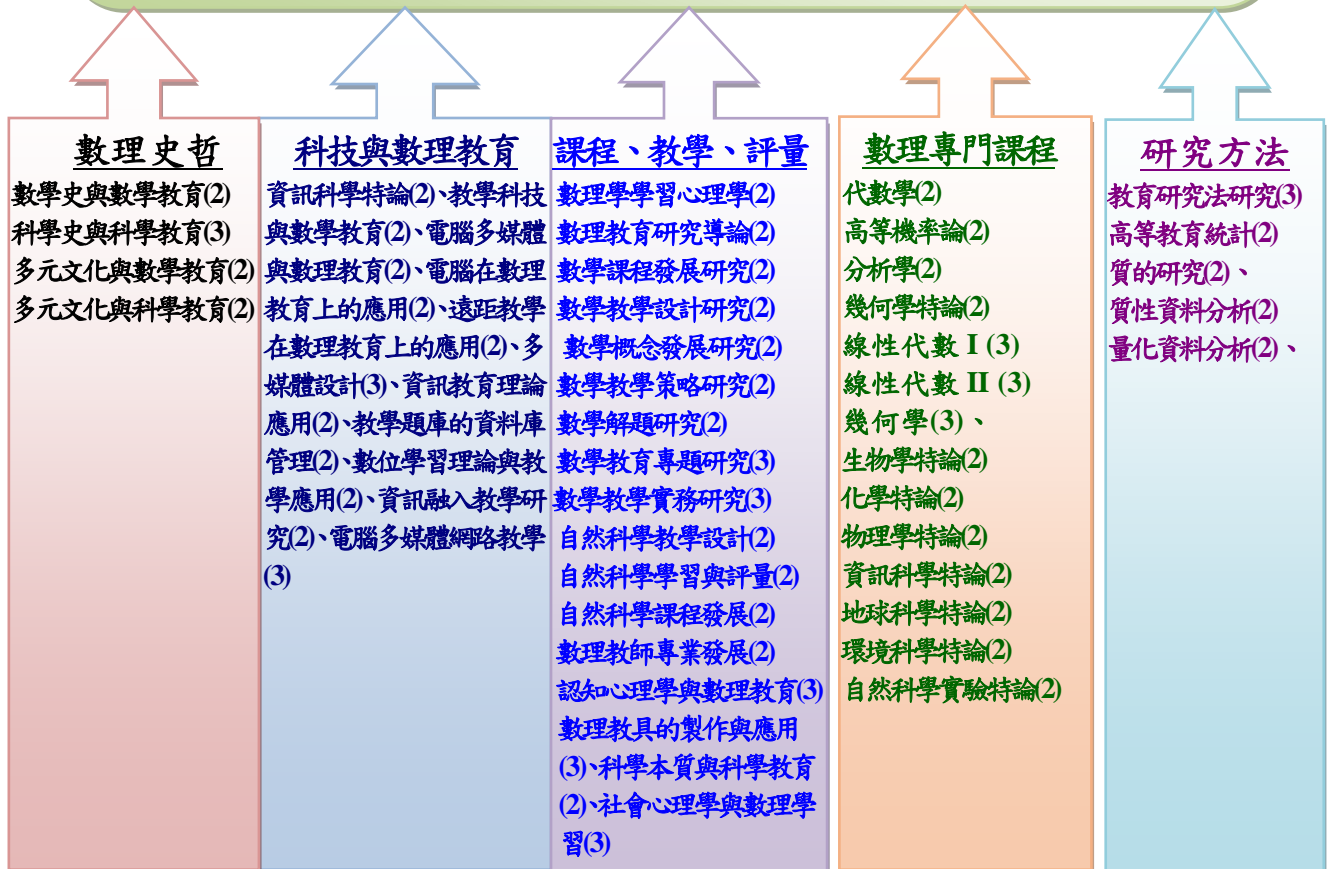 數理史哲
數學史與數學教育(2)
科學史與科學教育(3)
多元文化與數學教育(2)
多元文化與科學教育(2)
科技與數理教育
資訊科學特論(2)、教學科技
與數學教育(2)、電腦多媒體
與數理教育(2)、電腦在數理
教育上的應用(2)、遠距教學
在數理教育上的應用(2)、多
媒體設計(3)、資訊教育理論
應用(2)、教學題庫的資料庫
管理(2)、數位學習理論與教
學應用(2)、資訊融入教學研
究(2)、電腦多媒體網路教學
(3)
課程、教學、評量
數理學學習心理學(2)
數理教育研究導論(2)
數學課程發展研究(2)
數學教學設計研究(2)
數學概念發展研究(2)
數學教學策略研究(2)
數學解題研究(2)
數學教育專題研究(3)
數學教學實務研究(3)
自然科學教學設計(2)
自然科學學習與評量(2)
自然科學課程發展(2)
數理教師專業發展(2)
認知心理學與數理教育(3)
數理教具的製作與應用
(3)、科學本質與科學教育
(2)、社會心理學與數理學
習(3)
數理專門課程
代數學(2)
高等機率論(2)
分析學(2)
幾何學特論(2)
線性代數 I (3)
線性代數 II (3)
幾何學(3)、
生物學特論(2)
化學特論(2)
物理學特論(2)
資訊科學特論(2)
地球科學特論(2)
環境科學特論(2)
自然科學實驗特論(2)
研究方法
教育研究法研究(3)
高等教育統計(2)
質的研究(2)、
質性資料分析(2)
量化資料分析(2)、